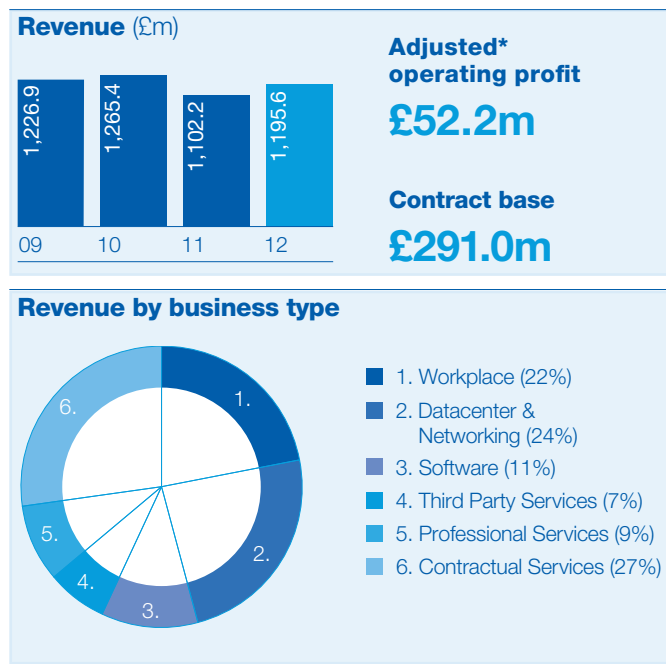 Revenue (£m)
1,226.9
1,265.4
1,102.2
1,195.6
09
10
11
12
Adjusted*
operating profit
£52.2m
Contract base
£291.0m
Revenue by business type
1.
2.
3.
4.
5.
6.
1. Workplace (22%)
2. Datacenter &
Networking (24%)
3. Software (11%)
4. Third Party Services (7%)
5. Professional Services (9%)
6. Contractual Services (27%)